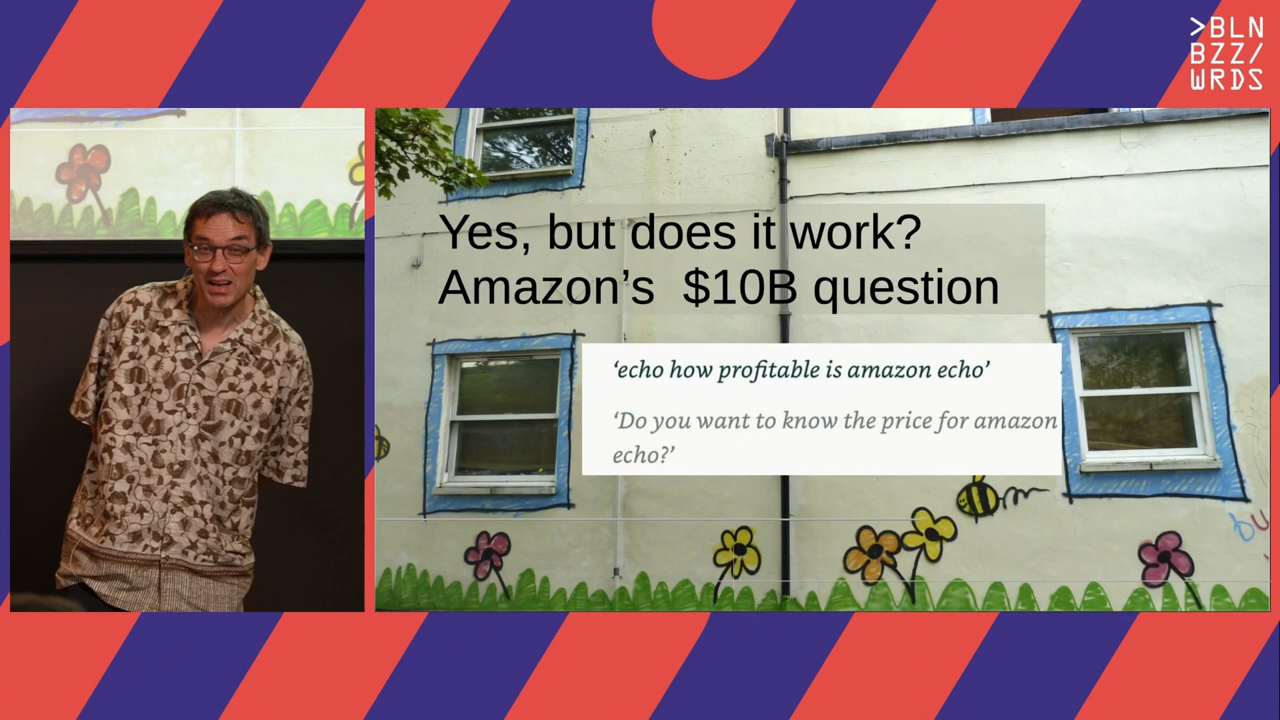 >BLN
BZZ/
WRDS
Yes, but does it work?
Amazon’s  $10B question
‘echo how profitable is amazon echo’
‘Do you want to know the price for amazon
echo?’
bu